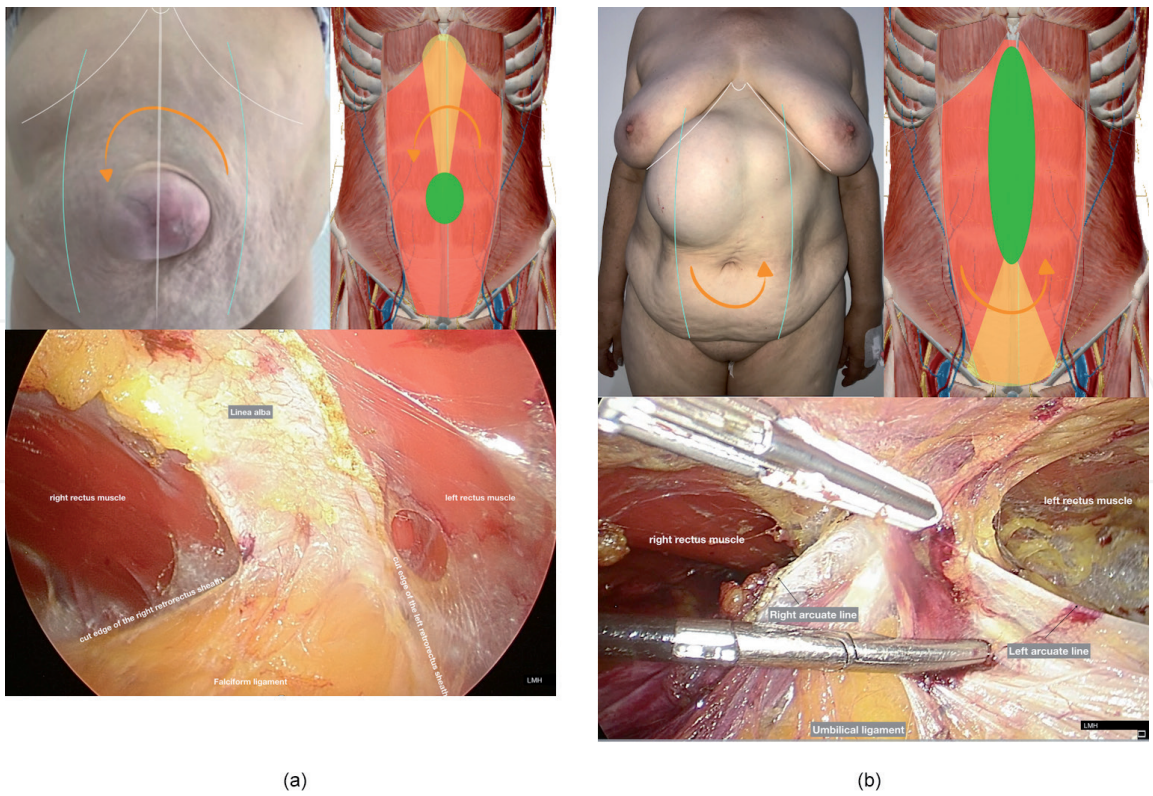 Linea alba
right rectus muscle
left rectus muscle
cut edge of the right retrorectus sheath
cut edge of the left retrorectus sheath
Falciform ligament
LMH
left rectus muscle
right rectus muscle
Right arcuate line
Left arcuate line
Umbilical ligament
LMH
(a)
(b)